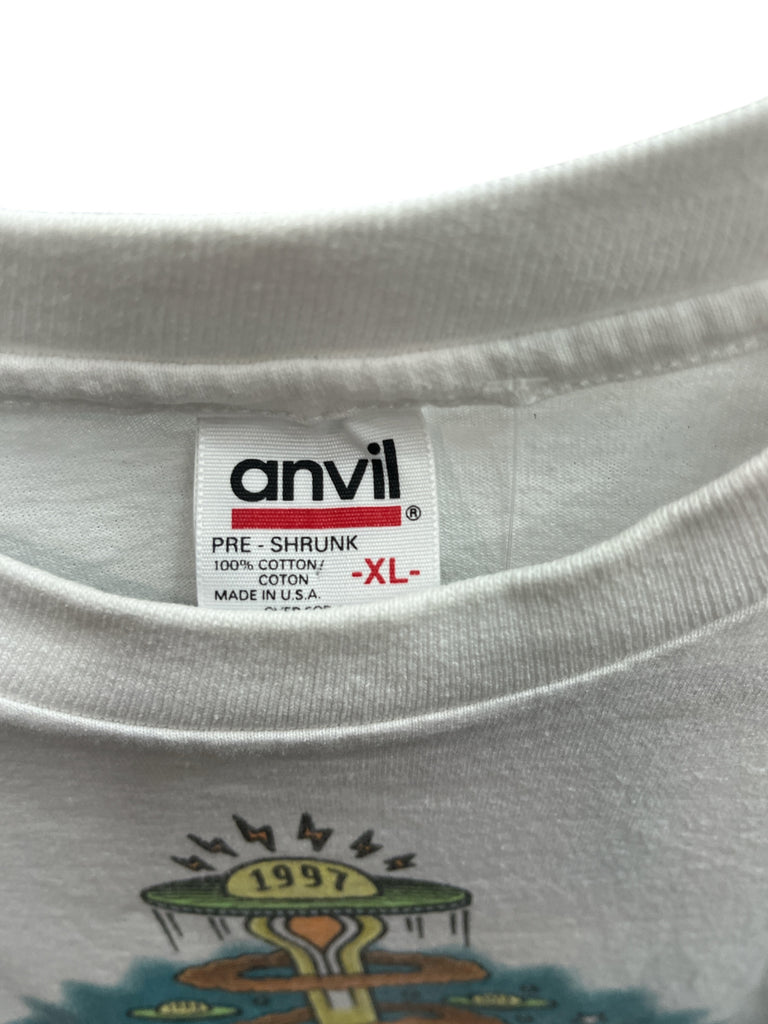 anvil
®
PRE - SHRUNK
100% COTTON/
COTON
-XL-
MADE IN U.S.A.
1997